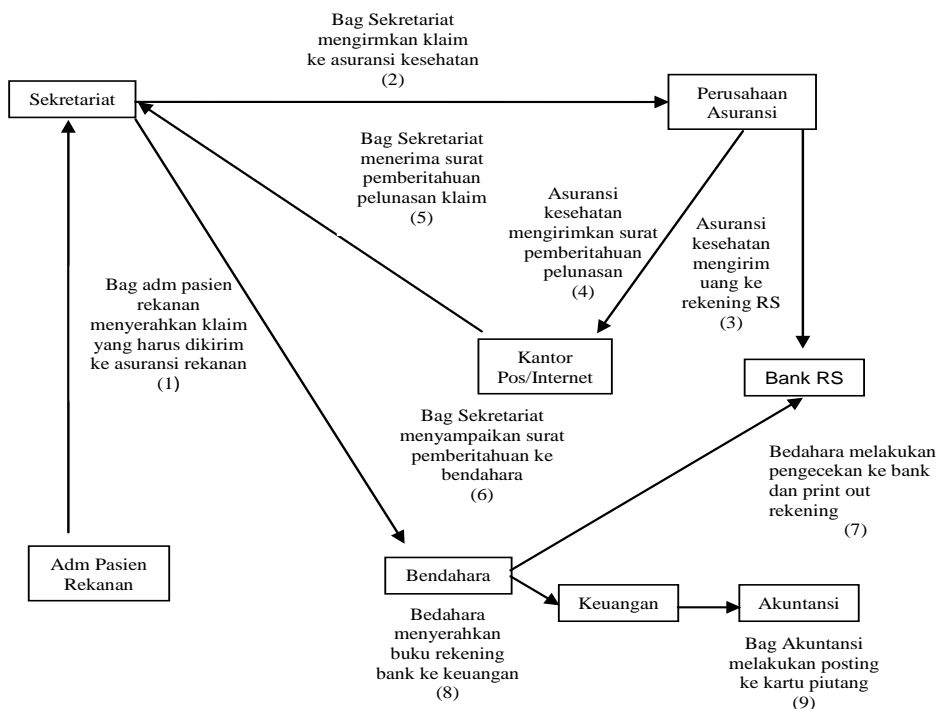 Bag Sekretariat
mengirmkan klaim
ke asuransi kesehatan
(2)
Sekretariat
Perusahaan
Asuransi
Bag Sekretariat
menerima surat
pemberitahuan
pelunasan klaim
(5)
Asuransi
kesehatan
mengirimkan surat
pemberitahuan
pelunasan
(4)
Asuransi
kesehatan
mengirim
uang ke
rekening RS
(3)
Bag adm pasien
rekanan
menyerahkan klaim
yang harus dikirim
ke asuransi rekanan
(1)
Kantor
Pos/Internet
Bank RS
Bag Sekretariat
menyampaikan surat
pemberitahuan ke
bendahara
(6)
Bedahara melakukan
pengecekan ke bank
dan print out
rekening
(7)
Adm Pasien
Rekanan
Bendahara
Keuangan
Akuntansi
Bedahara
menyerahkan
buku rekening
bank ke keuangan
(8)
Bag Akuntansi
melakukan posting
ke kartu piutang
(9)